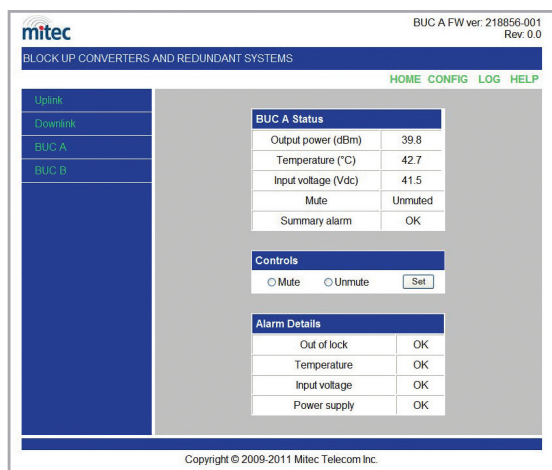 mitec
BUC A FW ver: 218856-001
Rev: 0.0
BLOCK UP CONVERTERS AND REDUNDANT SYSTEMS
HOME CONFIG LOG HELP
Uplink
Downlink
BUC A
BUC B
BUC A Status
Output power (dBm) 39.8
Temperature (°C) 42.7
Input voltage (Vdc) 41.5
Mute Unmuted
Summary alarm OK
Controls
Mute Unmute Set
Alarm Details
Out of lock OK
Temperature OK
Input voltage OK
Power supply OK
Copyright © 2009-2011 Mitec Telecom Inc.